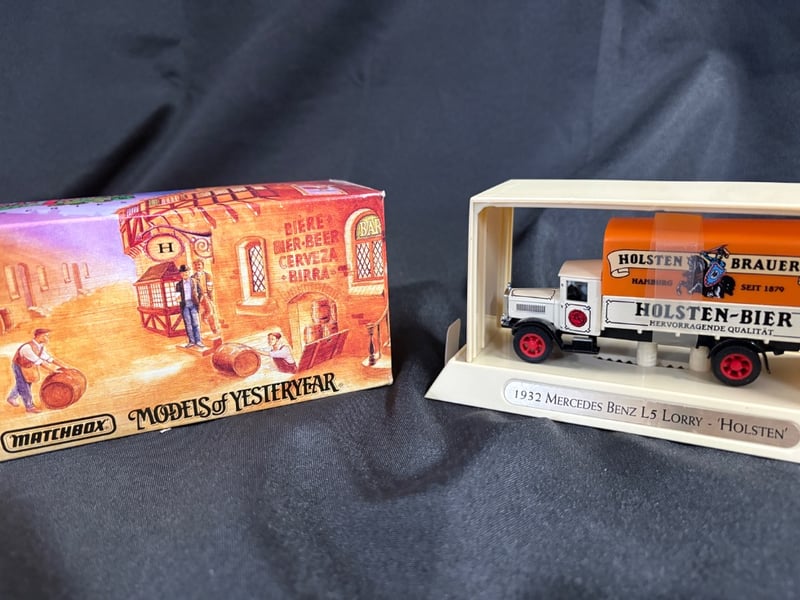 H
BIERE
BIER·BEER
CERVEZA
·BIRRA·
BAR
MATCHBOX
MODELS of YESTERYEAR
HOLSTEN BRAUER
HAMBURG SEIT 1879
HOLSTEN-BIER
HERVORRAGENDE QUALITÄT
1932 MERCEDES BENZ L5 LORRY - 'HOLSTEN'